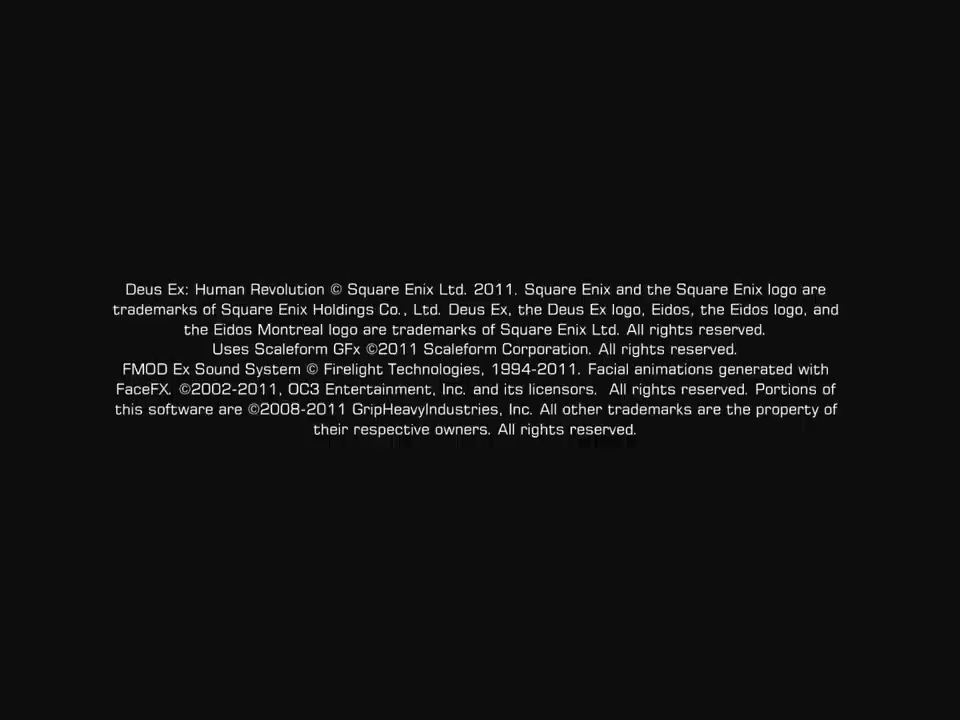 Deus Ex: Human Revolution © Square Enix Ltd. 2011. Square Enix and the Square Enix logo are
trademarks of Square Enix Holdings Co., Ltd. Deus Ex, the Deus Ex logo, Eidos, the Eidos logo, and
the Eidos Montreal logo are trademarks of Square Enix Ltd. All rights reserved.
Uses Scaleform GFx ©2011 Scaleform Corporation. All rights reserved.
FMOD Ex Sound System © Firelight Technologies, 1994-2011. Facial animations generated with
FaceFX. ©2002-2011, OC3 Entertainment, Inc. and its licensors. All rights reserved. Portions of
this software are ©2008-2011 GripHeavyIndustries, Inc. All other trademarks are the property of
their respective owners. All rights reserved.